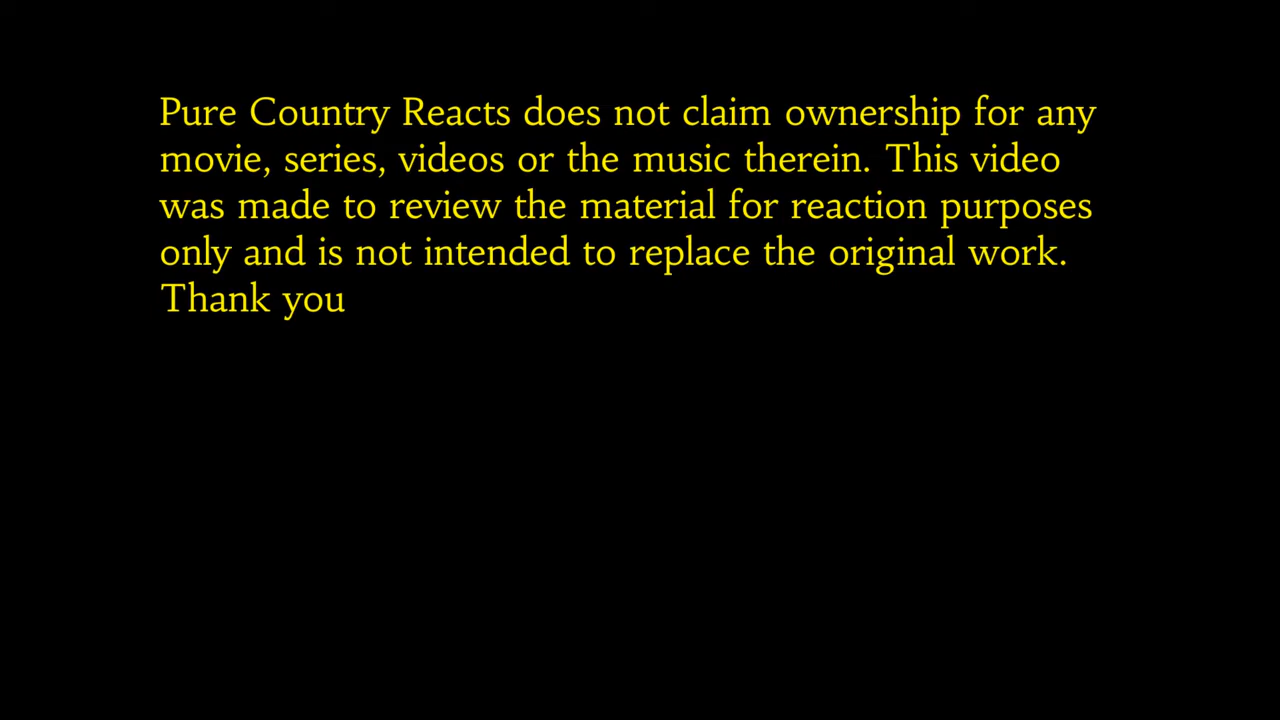 Pure Country Reacts does not claim ownership for any
movie, series, videos or the music therein. This video
was made to review the material for reaction purposes
only and is not intended to replace the original work.
Thank you